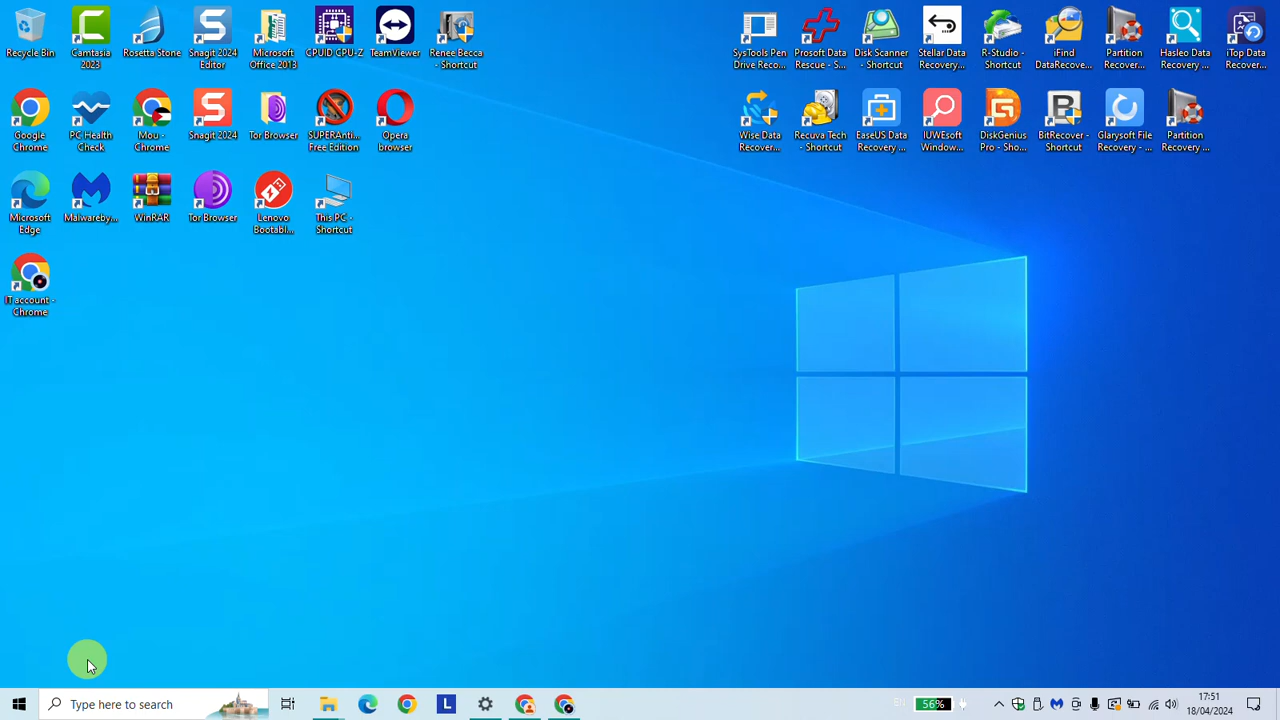 Recycle Bin
Camtasia
2023
Rosetta Stone
Snagit 2024
Editor
Microsoft
Office 2013
CPUID CPU-Z
TeamViewer
Renee Becca
- Shortcut
SysTools Pen
Drive Reco...
Prosoft Data
Rescue - S...
Disk Scanner
- Shortcut
Stellar Data
Recovery...
R-Studio -
Shortcut
iFind
DataRecove...
Partition
Recover...
Hasleo Data
Recovery ...
iTop Data
Recover...
Google
Chrome
PC Health
Check
Mou -
Chrome
Snagit 2024
Tor Browser
SUPERAnti...
Free Edition
Opera
browser
Wise Data
Recover...
Recuva Tech
- Shortcut
EaseUS Data
Recovery ...
IUWEsoft
Window...
DiskGenius
Pro - Sho...
BitRecover -
Shortcut
Glarysoft File
Recovery - ...
Partition
Recovery ...
Microsoft
Edge
Malwareby...
WinRAR
Tor Browser
Lenovo
Bootabl...
This PC -
Shortcut
IT account -
Chrome
Type here to search
L
EN
56%
17:51
18/04/2024